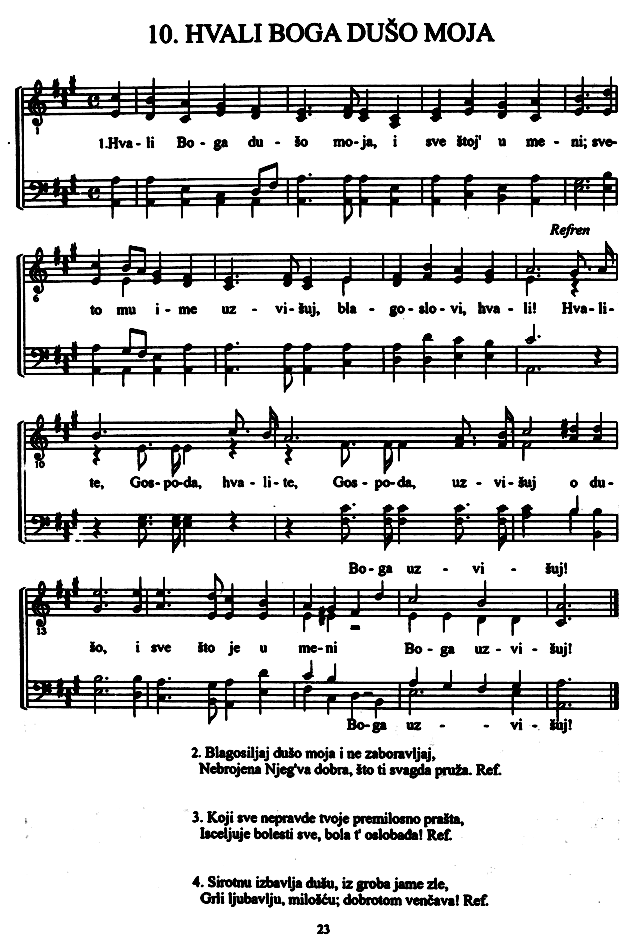 10. HVALI BOGA DUŠO MOJA
1.Hva - li Bo - ga du - šo mo-ja, i sve štoj' u me - ni; sve-
1
Refren
to mu i - me uz - vi-šuj, bla - go-slo-vi, hva - li! Hva-li-
6
te, Gos-po-da, hva-li-te, Gos-po-da, uz-vi-šuj o du-
10
Bo-ga uz - vi - šuj!
šo, i sve što je u me-ni Bo - ga uz-vi - šuj!
13
Bo-ga uz - vi - šuj!
2. Blagosiljaj dušo moja i ne zaboravljaj,
Nebrojena Njeg'va dobra, što ti svagda pruža. Ref.
3. Koji sve nepravde tvoje premilosno prašta,
Isceljuje bolesti sve, bola t' oslobađa! Ref.
4. Sirotnu izbavlja dušu, iz groba jame zle,
Grli ljubavlju, milošću; dobrotom venčava! Ref.
23